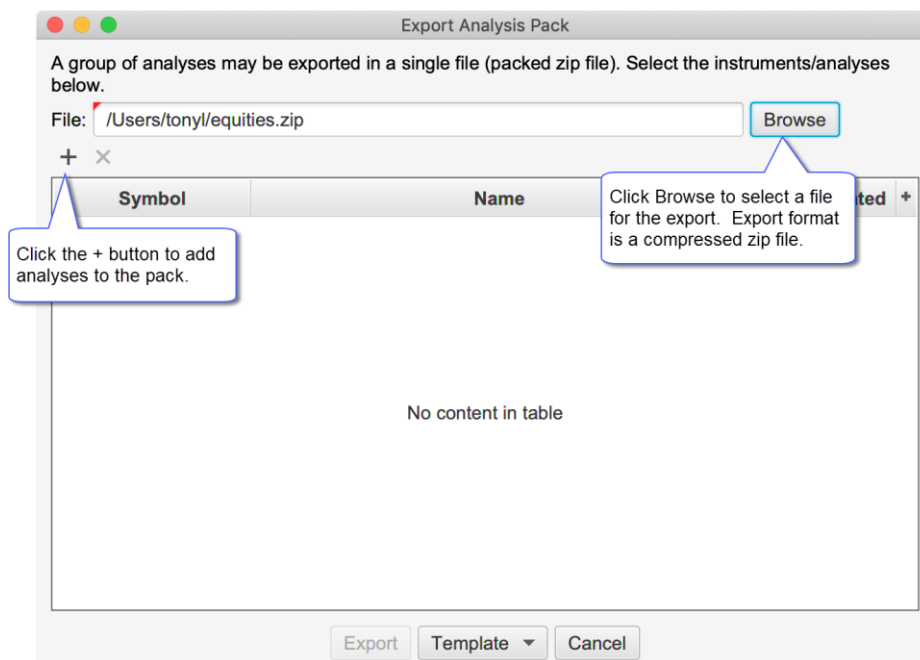 Export Analysis Pack
A group of analyses may be exported in a single file (packed zip file). Select the instruments/analyses
below.
File: /Users/tonyl/equities.zip Browse
+ ×
Symbol Name ted +
Click Browse to select a file
for the export. Export format
is a compressed zip file.
Click the + button to add
analyses to the pack.
No content in table
Export Template Cancel